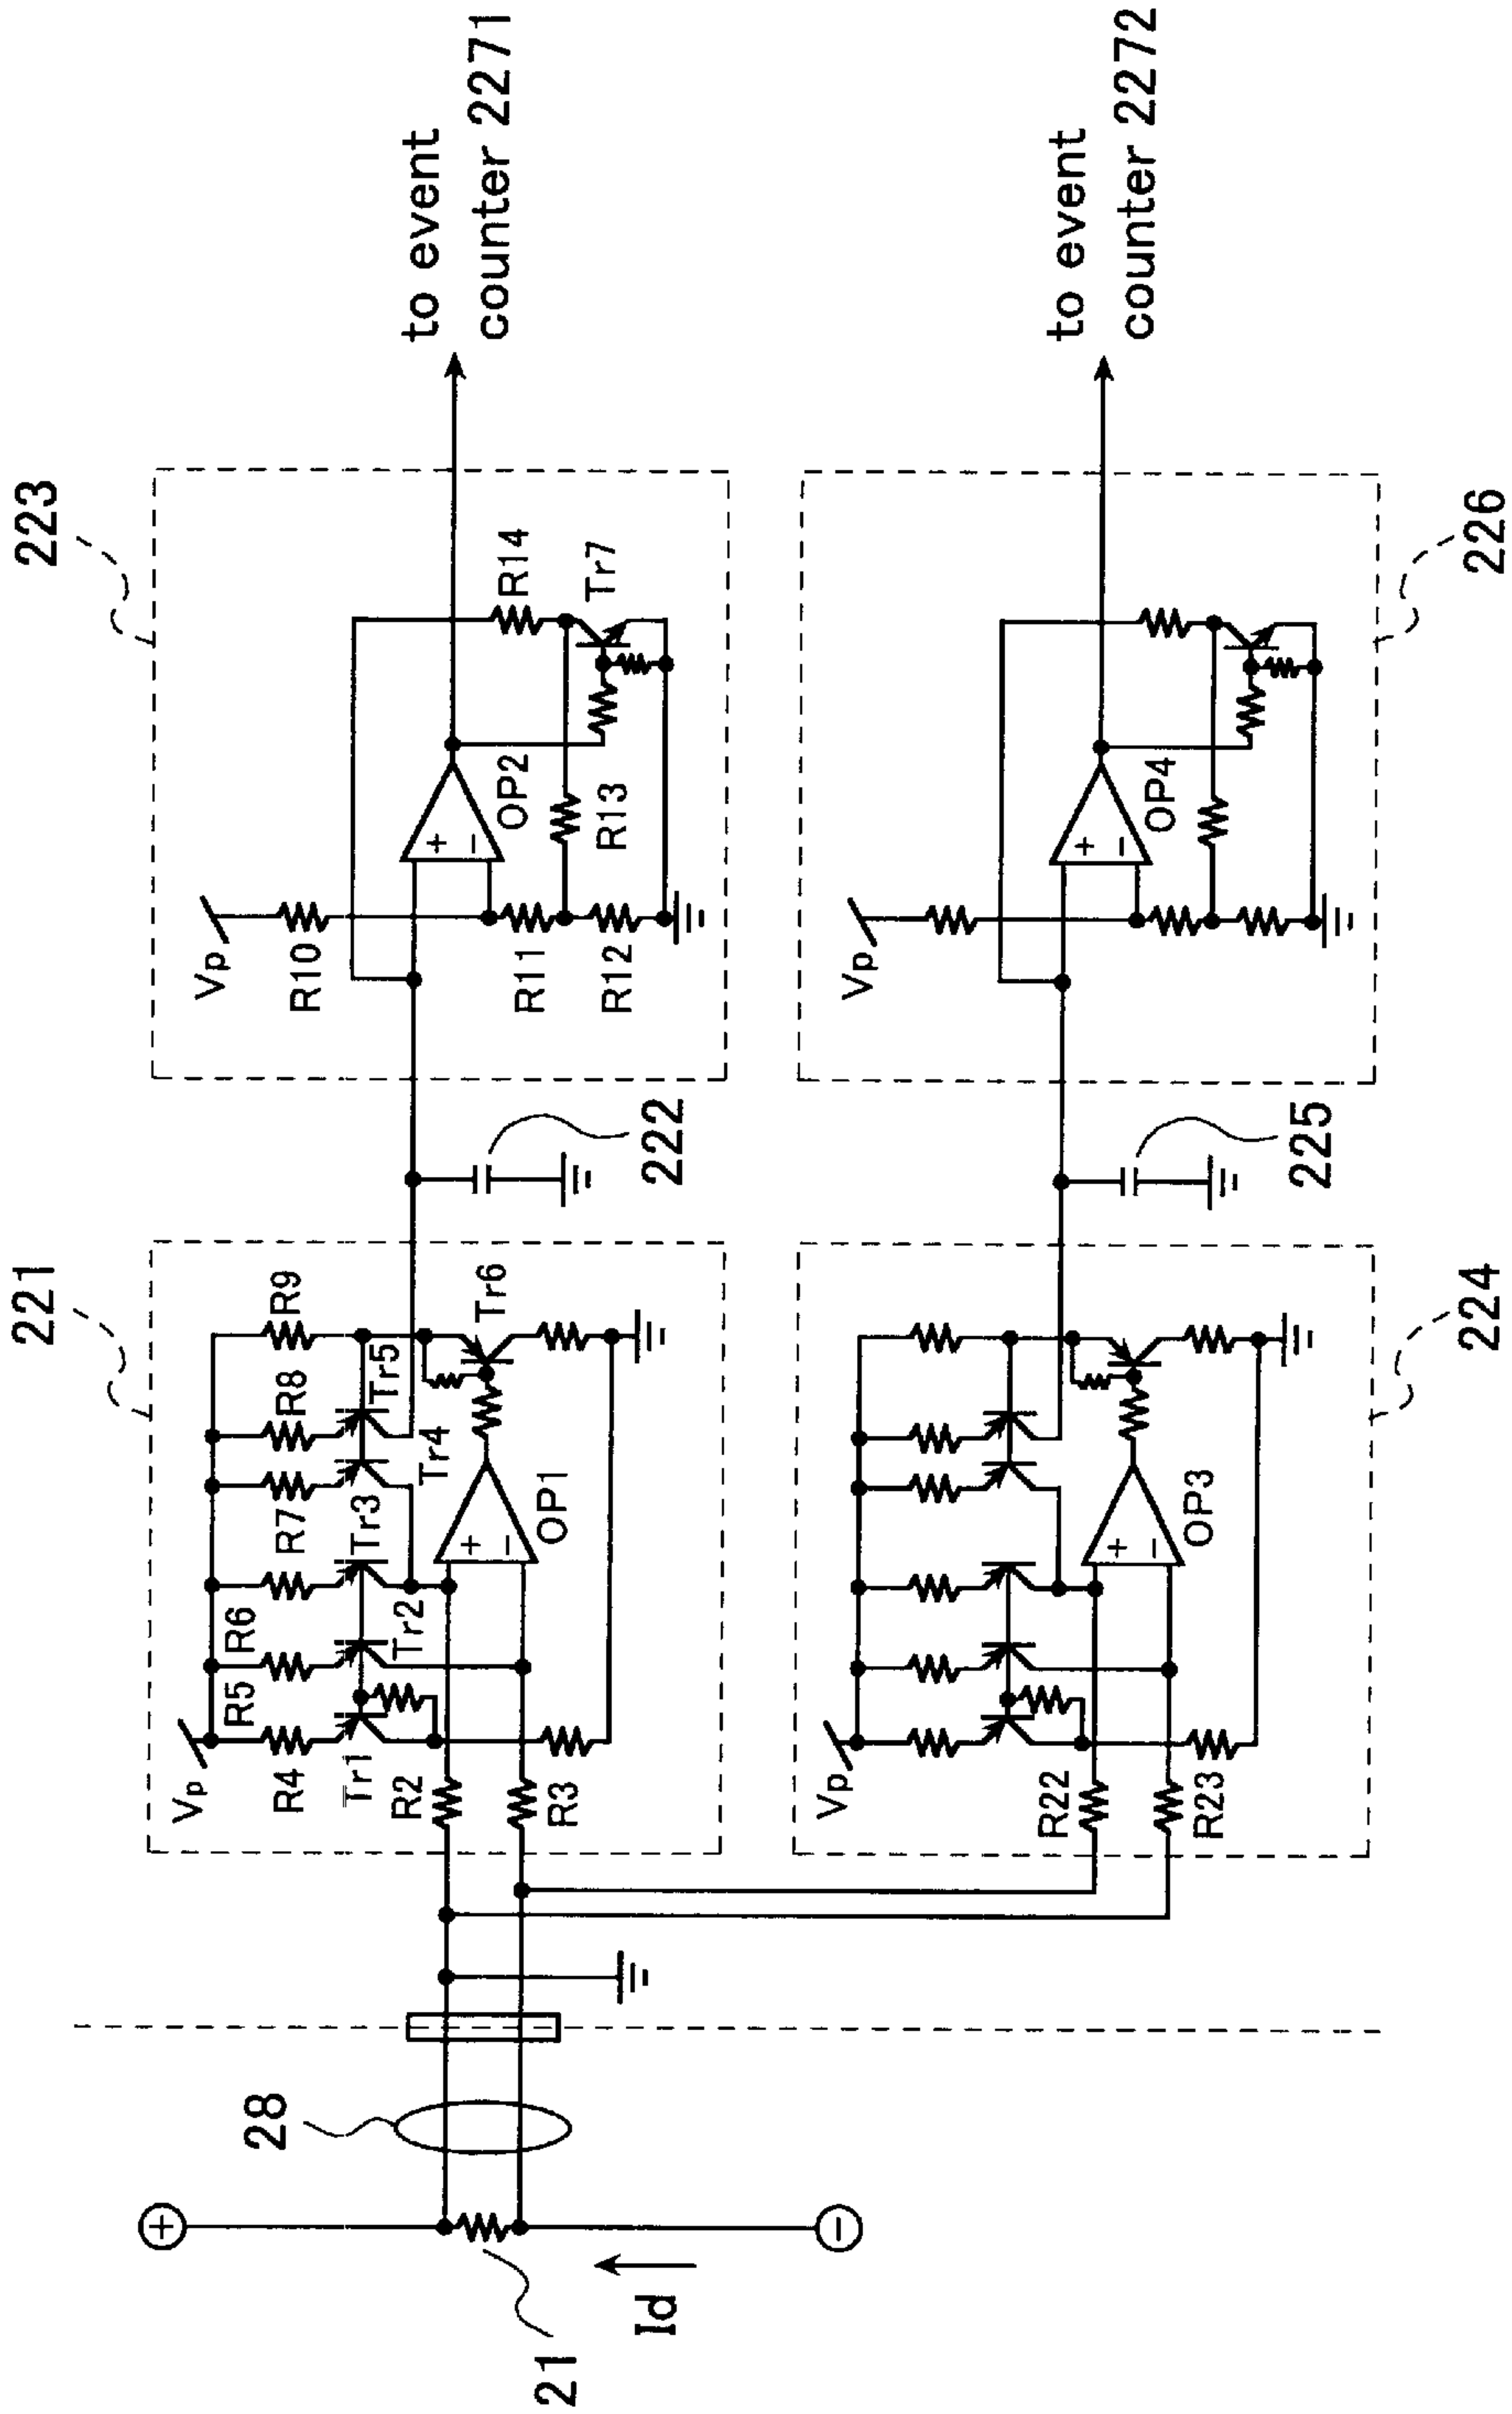 223
226
221
224
to event
counter 2271
to event
counter 2272
Vp
R10
R11
R12
R13
R14
Tr7
OP2
+
−
Vp
OP4
+
−
222
225
Vp
R4
R5
R6
R7
R8
R9
Tr1
Tr2
Tr3
Tr4
Tr5
Tr6
R2
R3
OP1
+
−
Vp
R22
R23
OP3
+
−
28
+
−
21
Id